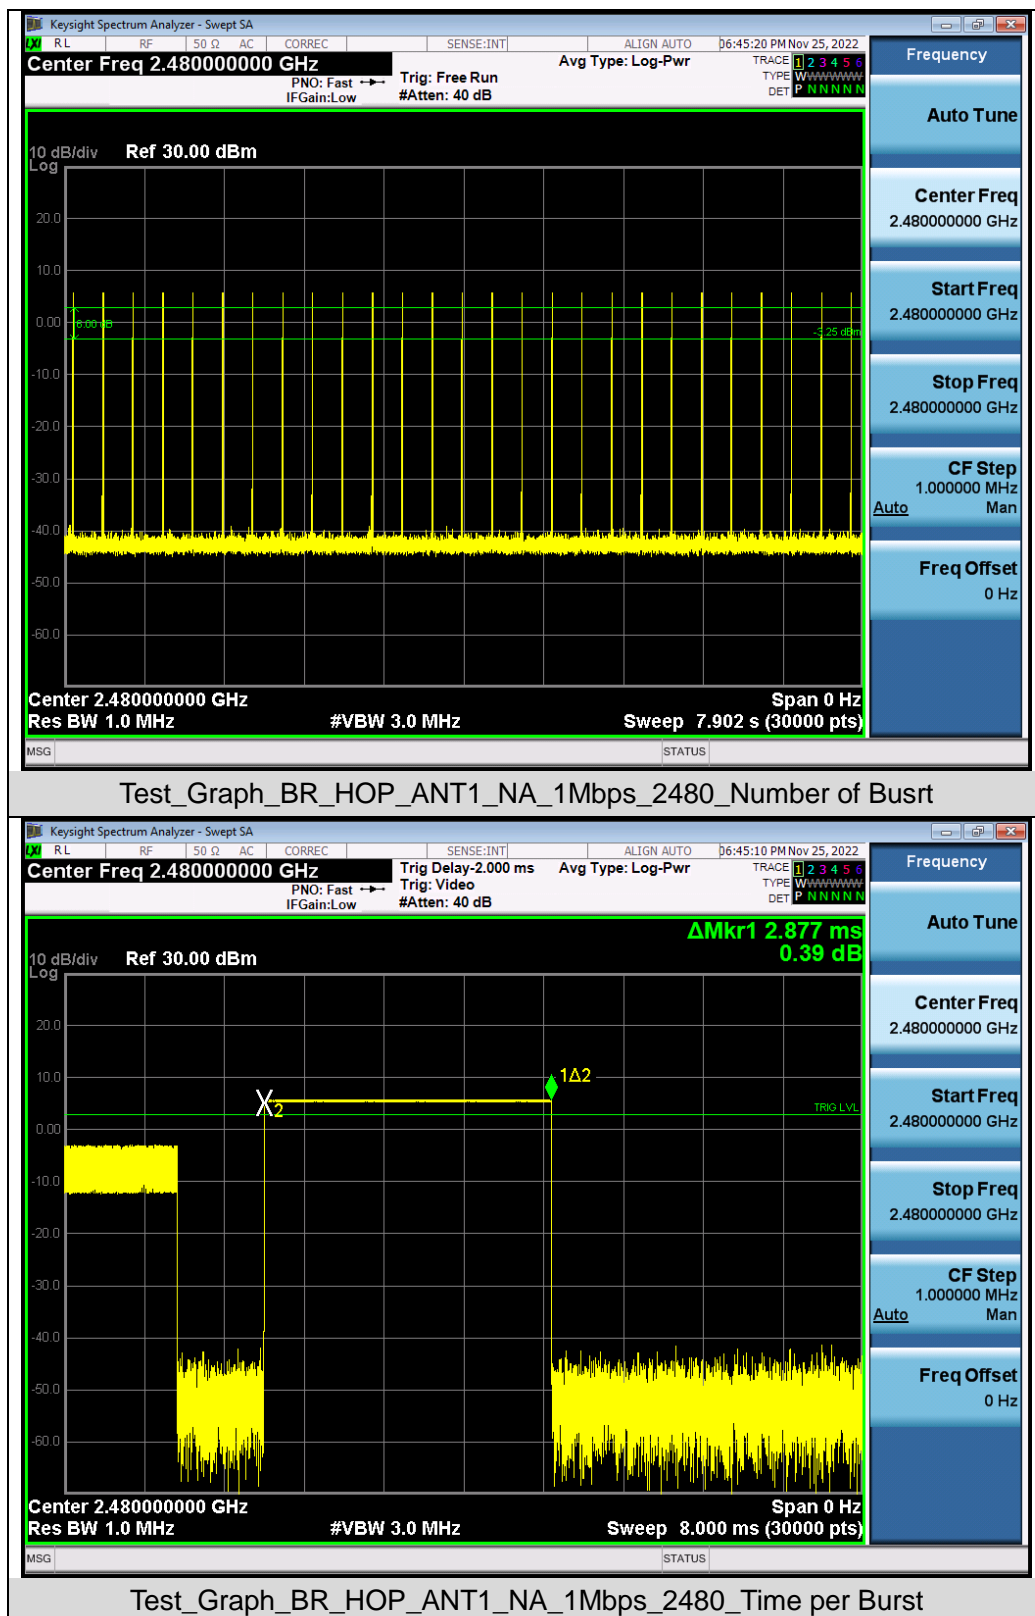 Keysight Spectrum Analyzer - Swept SA
LXI RL RF 50 Ω AC CORREC SENSE:INT ALIGN AUTO 06:45:20 PM Nov 25, 2022
Center Freq 2.480000000 GHz
PNO: Fast
IFGain:Low
Trig: Free Run
#Atten: 40 dB
Avg Type: Log-Pwr
TRACE 1 2 3 4 5 6
TYPE W W W W W W
DET P N N N N N
10 dB/div Ref 30.00 dBm
Log
20.0
10.0
0.00
-10.0
-20.0
-30.0
-40.0
-50.0
-60.0
6.00 dB
-3.25 dBm
Center 2.480000000 GHz Span 0 Hz
Res BW 1.0 MHz #VBW 3.0 MHz Sweep 7.902 s (30000 pts)
MSG STATUS
Frequency
Auto Tune
Center Freq
2.480000000 GHz
Start Freq
2.480000000 GHz
Stop Freq
2.480000000 GHz
CF Step
1.000000 MHz
Auto Man
Freq Offset
0 Hz
Test_Graph_BR_HOP_ANT1_NA_1Mbps_2480_Number of Busrt
Keysight Spectrum Analyzer - Swept SA
LXI RL RF 50 Ω AC CORREC SENSE:INT ALIGN AUTO 06:45:10 PM Nov 25, 2022
Center Freq 2.480000000 GHz
PNO: Fast
IFGain:Low
Trig Delay-2.000 ms
Trig: Video
#Atten: 40 dB
Avg Type: Log-Pwr
TRACE 1 2 3 4 5 6
TYPE W W W W W W
DET P N N N N N
ΔMkr1 2.877 ms
0.39 dB
10 dB/div Ref 30.00 dBm
Log
20.0
10.0
0.00
-10.0
-20.0
-30.0
-40.0
-50.0
-60.0
X2
1Δ2
TRIG LVL
Center 2.480000000 GHz Span 0 Hz
Res BW 1.0 MHz #VBW 3.0 MHz Sweep 8.000 ms (30000 pts)
MSG STATUS
Frequency
Auto Tune
Center Freq
2.480000000 GHz
Start Freq
2.480000000 GHz
Stop Freq
2.480000000 GHz
CF Step
1.000000 MHz
Auto Man
Freq Offset
0 Hz
Test_Graph_BR_HOP_ANT1_NA_1Mbps_2480_Time per Burst